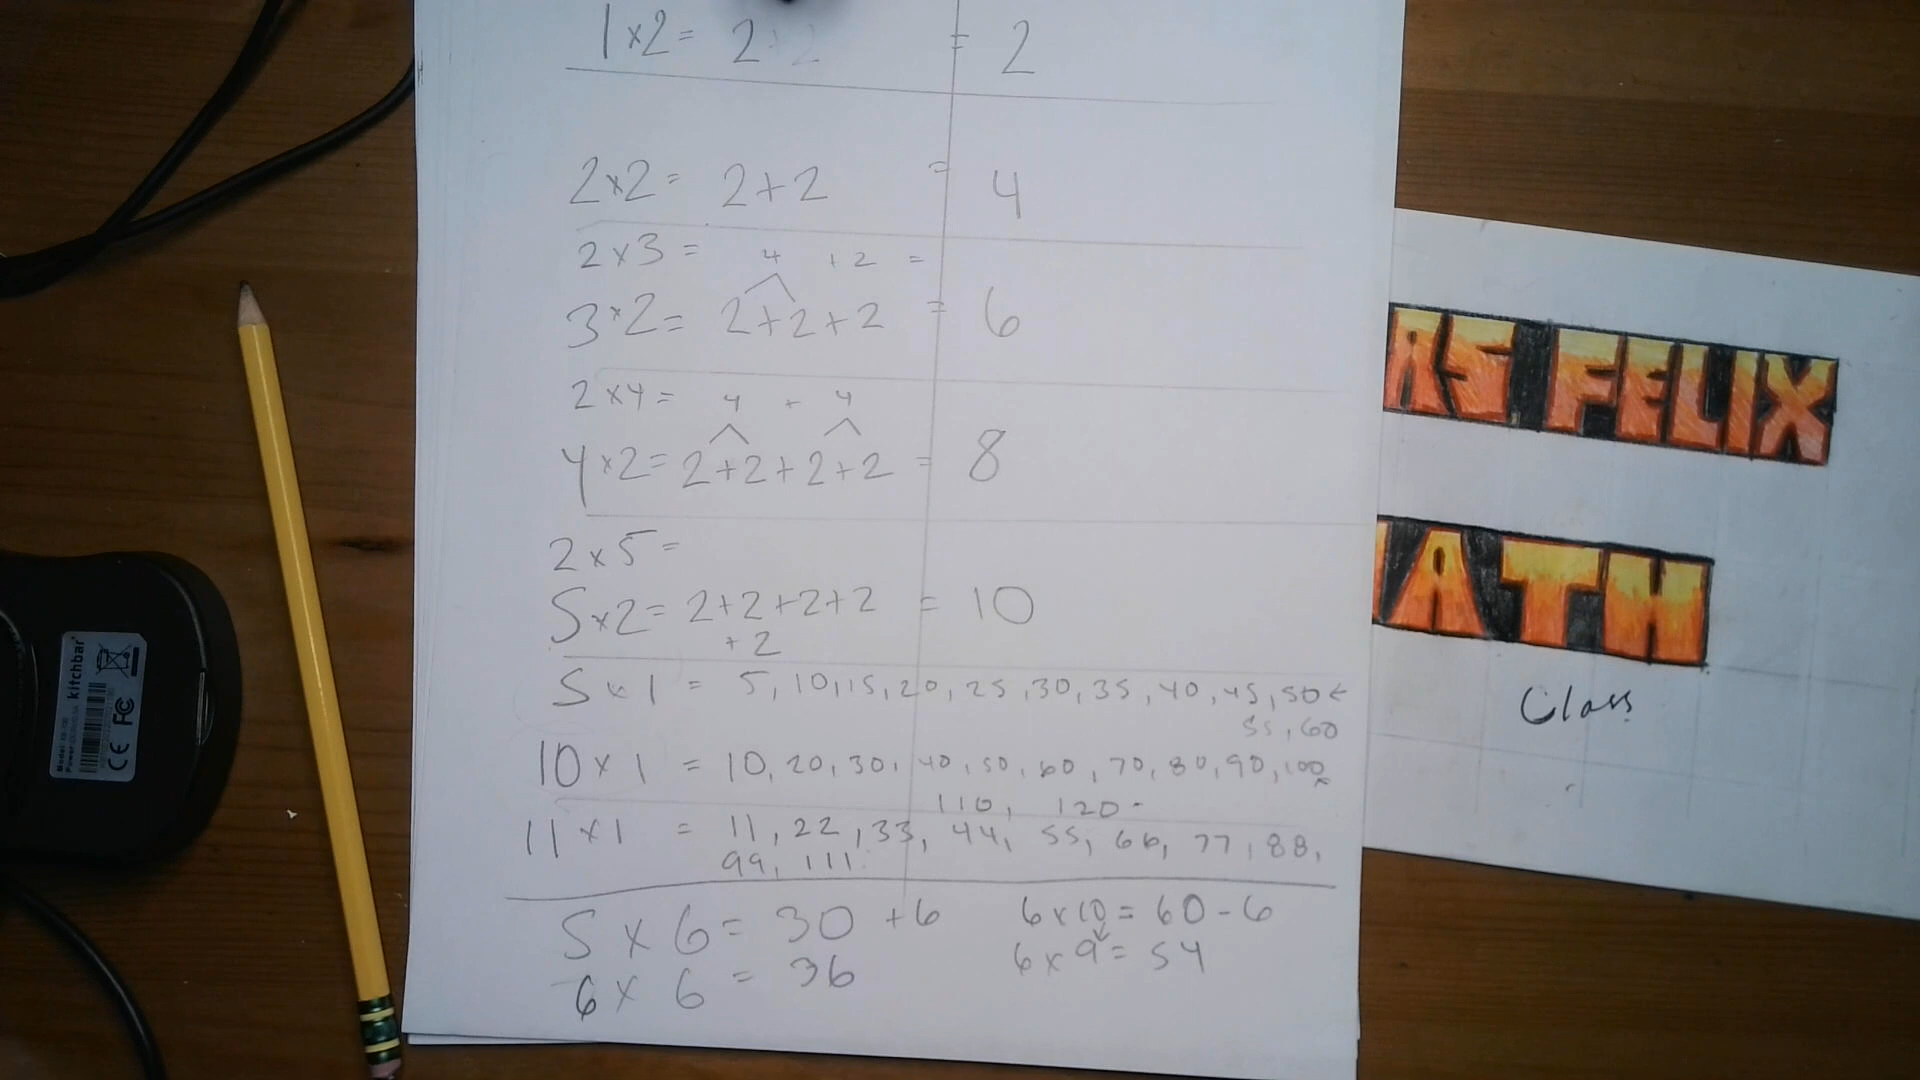 1 x 2 = 2 + 2 = 2
2 x 2 = 2 + 2 = 4
2 x 3 = 4 + 2 =
3 x 2 = 2 + 2 + 2 = 6
2 x 4 = 4 + 4
4 x 2 = 2 + 2 + 2 + 2 = 8
2 x 5 =
5 x 2 = 2 + 2 + 2 + 2 = 10
+ 2
5 x 1 = 5, 10, 15, 20, 25, 30, 35, 40, 45, 50
55, 60
10 x 1 = 10, 20, 30, 40, 50, 60, 70, 80, 90, 100
110, 120
11 x 1 = 11, 22, 33, 44, 55, 66, 77, 88,
99, 111
5 x 6 = 30 + 6
6 x 6 = 36
6 x 10 = 60 - 6
6 x 9 = 54
AS FELIX
ATH
Class
kitchbar
CE FC